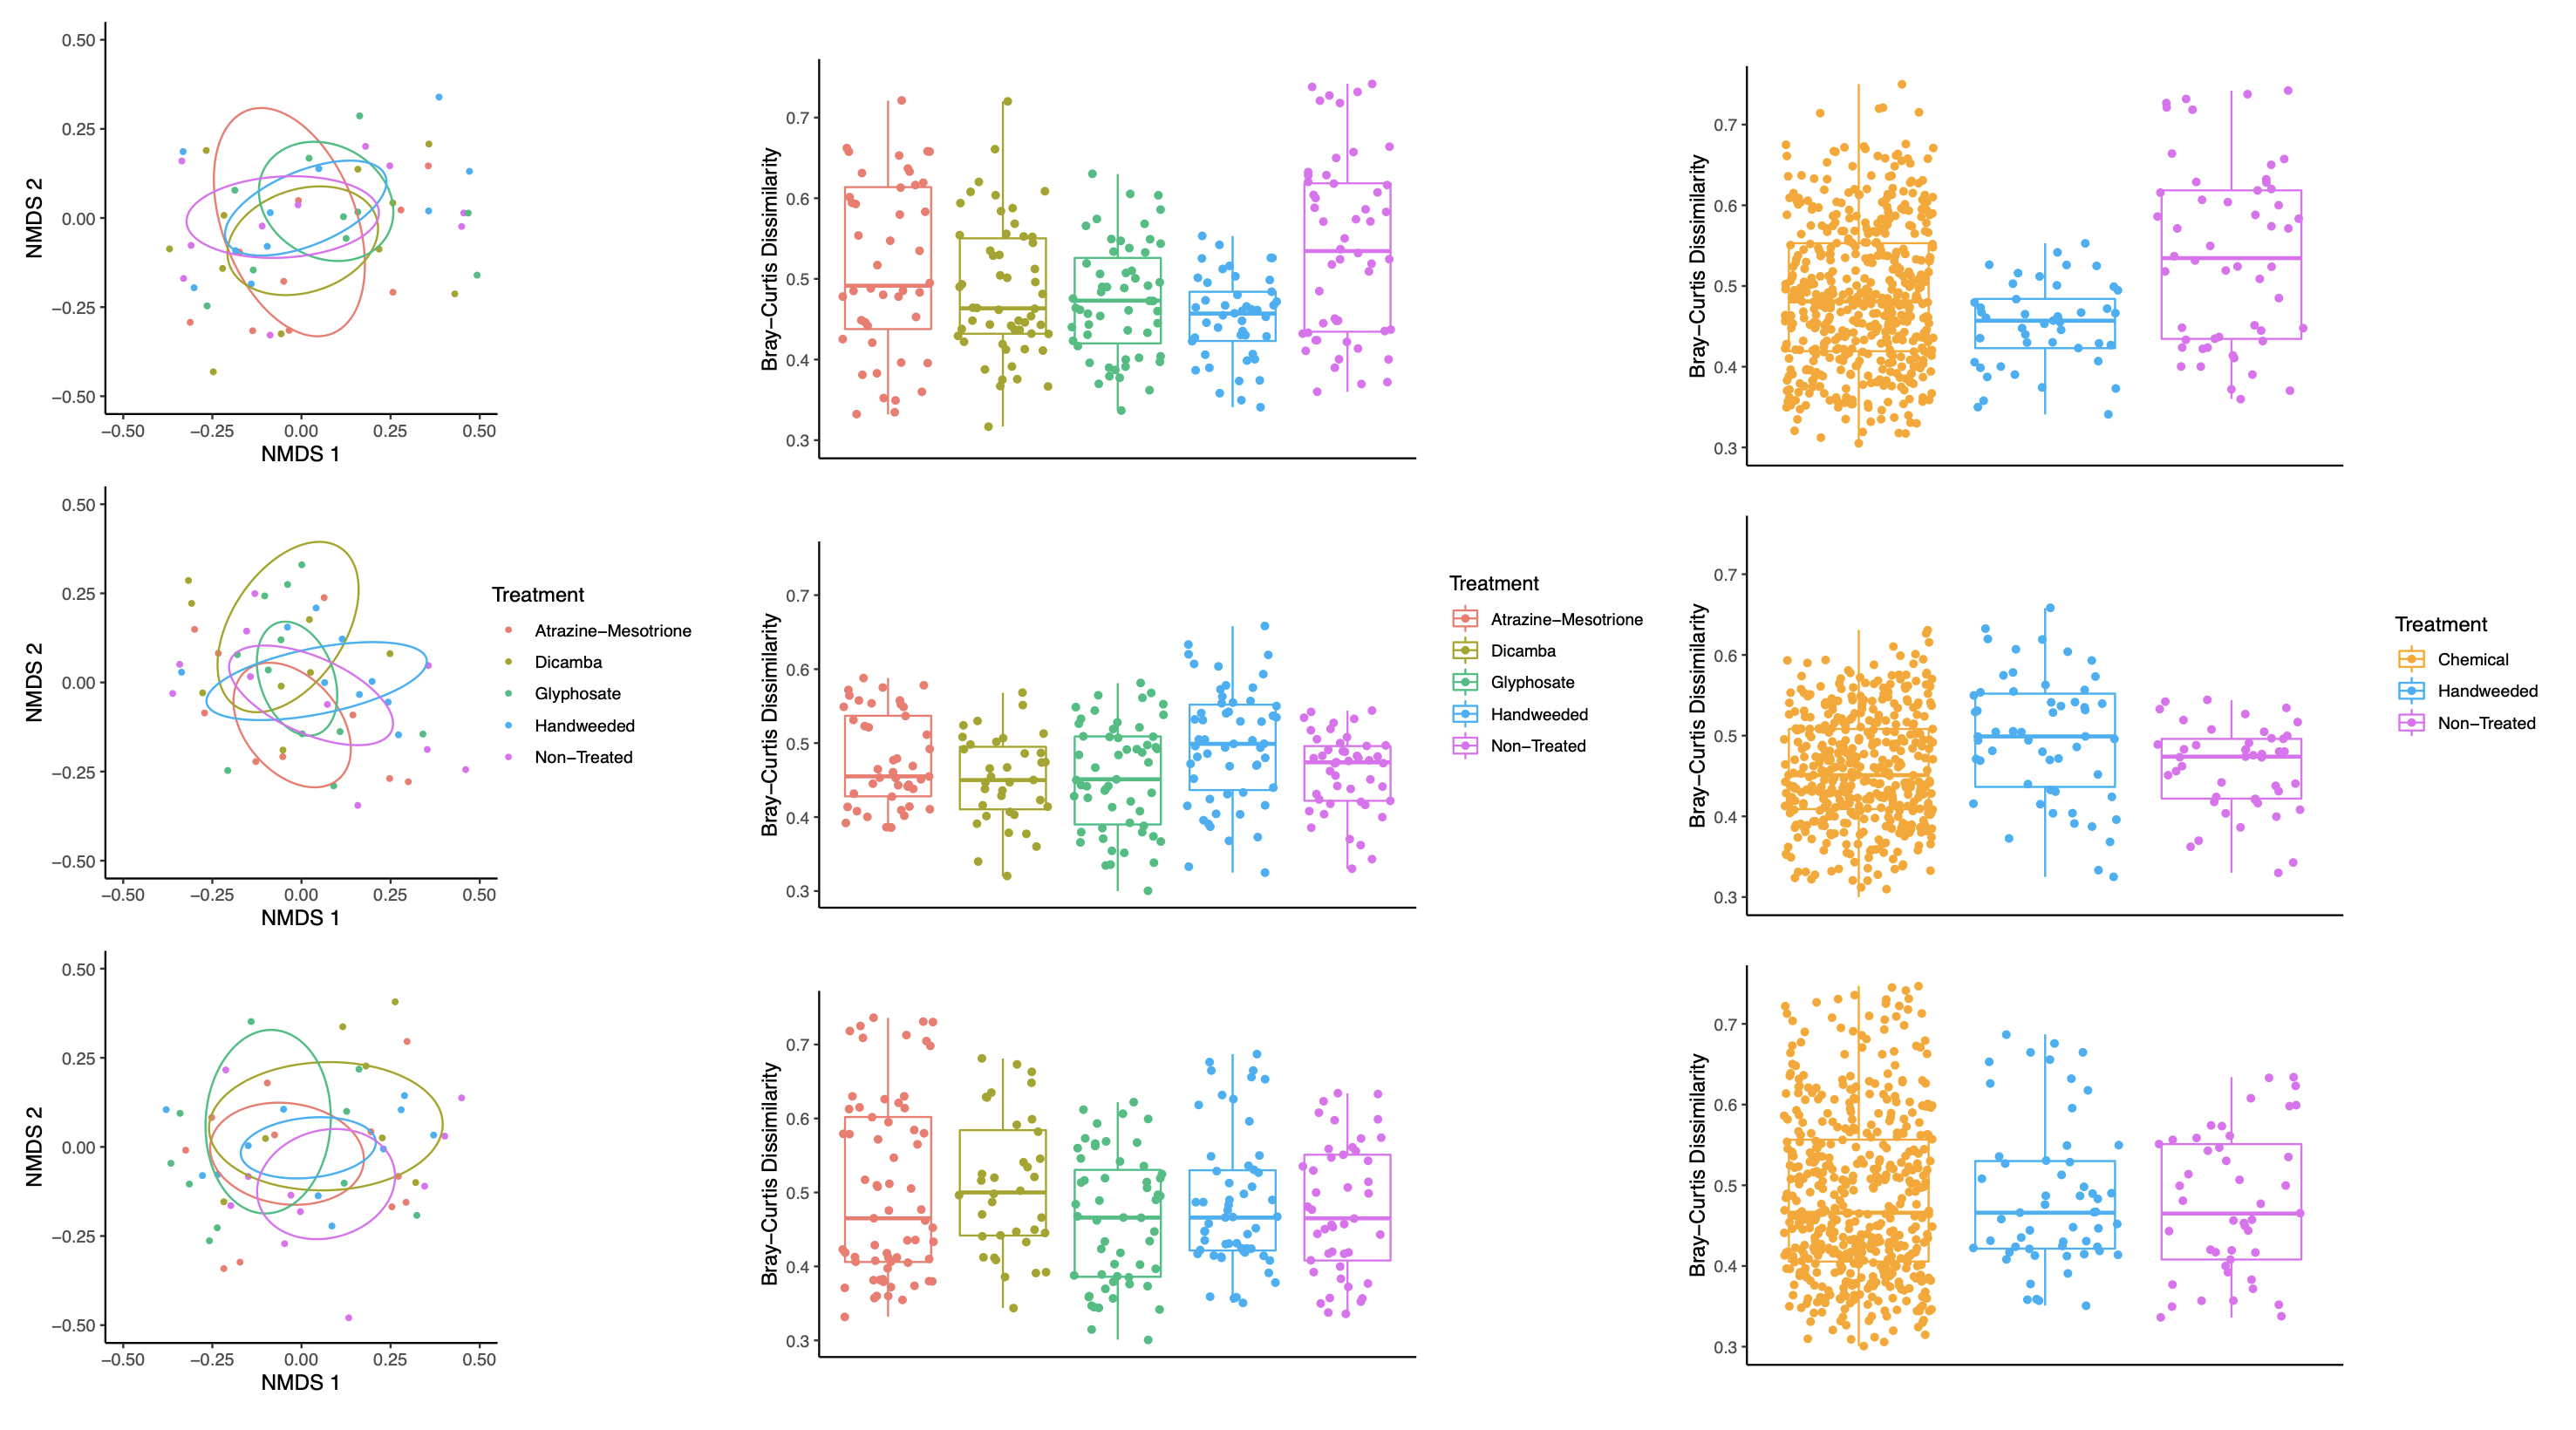 0.50
0.25
0.00
−0.25
−0.50
NMDS 2
−0.50 −0.25 0.00 0.25 0.50
NMDS 1
0.7
0.6
0.5
0.4
0.3
Bray−Curtis Dissimilarity
0.7
0.6
0.5
0.4
0.3
Bray−Curtis Dissimilarity
0.50
0.25
0.00
−0.25
−0.50
NMDS 2
−0.50 −0.25 0.00 0.25 0.50
NMDS 1
Treatment
Atrazine−Mesotrione
Dicamba
Glyphosate
Handweeded
Non−Treated
0.7
0.6
0.5
0.4
0.3
Bray−Curtis Dissimilarity
Treatment
Atrazine−Mesotrione
Dicamba
Glyphosate
Handweeded
Non−Treated
0.7
0.6
0.5
0.4
0.3
Bray−Curtis Dissimilarity
Treatment
Chemical
Handweeded
Non−Treated
0.50
0.25
0.00
−0.25
−0.50
NMDS 2
−0.50 −0.25 0.00 0.25 0.50
NMDS 1
0.7
0.6
0.5
0.4
0.3
Bray−Curtis Dissimilarity
0.7
0.6
0.5
0.4
0.3
Bray−Curtis Dissimilarity